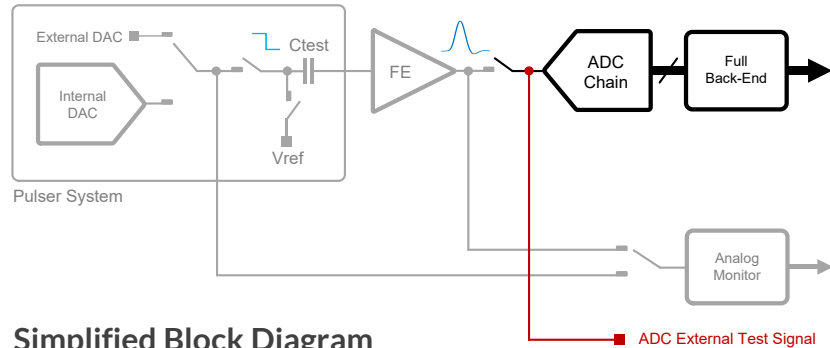 External DAC
Ctest
Internal
DAC
FE
ADC
Chain
Full
Back-End
Vref
Pulser System
Analog
Monitor
Simplified Block Diagram
ADC External Test Signal